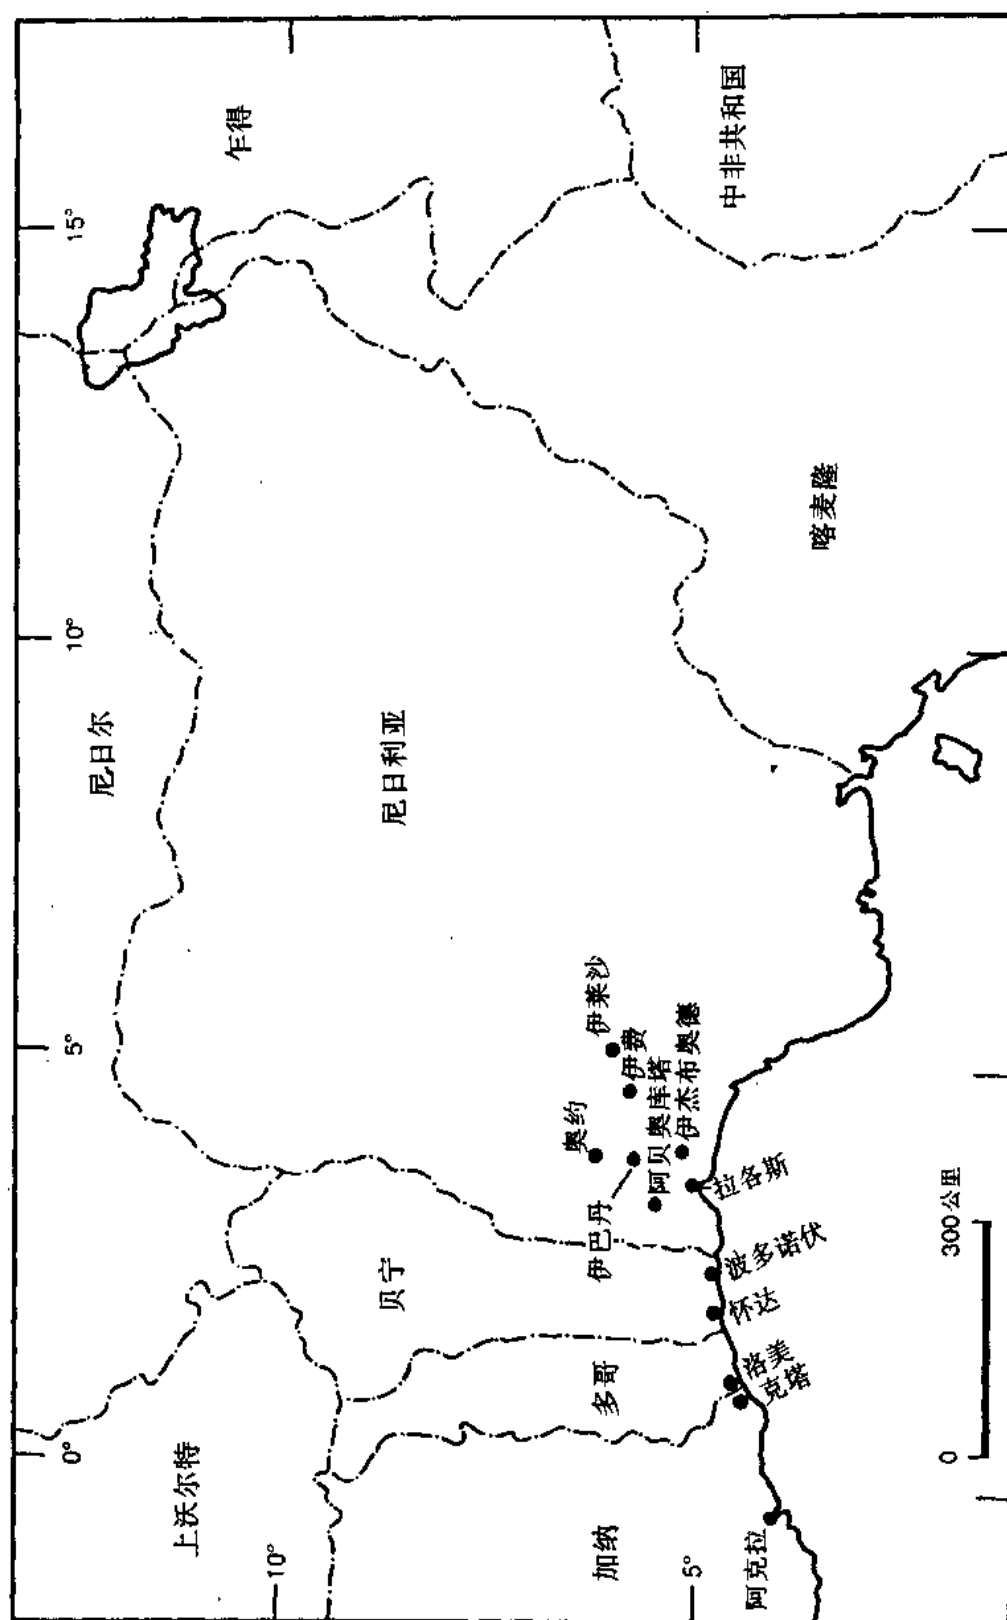 尼日尔
乍得
15°
10°
5°
0°
上沃尔特
10°
尼日利亚
贝宁
多哥
加纳
中非共和国
喀麦隆
奥约
伊莱沙
伊费
伊巴丹
阿贝奥库塔
伊杰布奥德
拉各斯
波多诺伏
怀达
洛美
克塔
阿克拉
5°
0 300公里